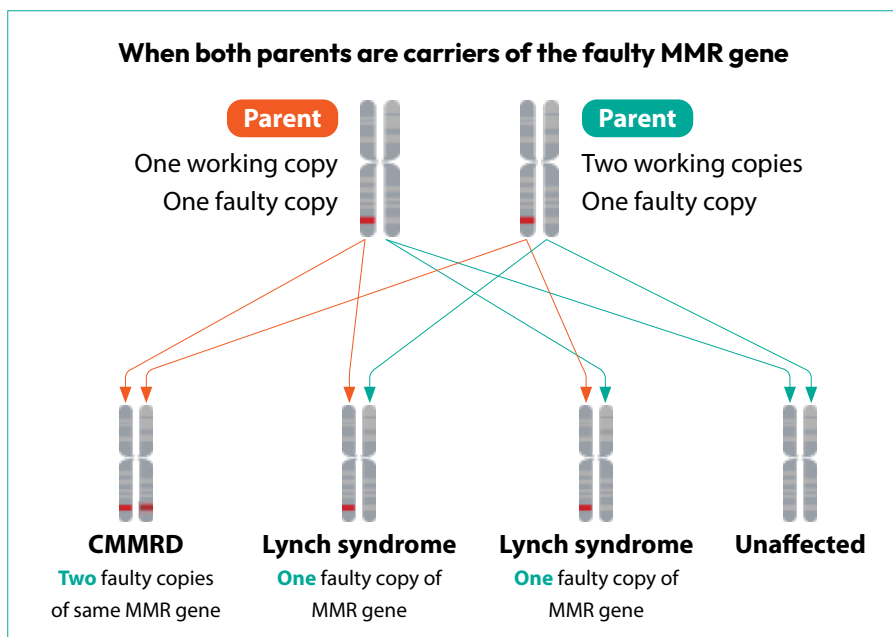 When both parents are carriers of the faulty MMR gene
Parent
One working copy
One faulty copy
Parent
Two working copies
One faulty copy
CMMRD
Two faulty copies
of same MMR gene
Lynch syndrome
One faulty copy of
MMR gene
Lynch syndrome
One faulty copy of
MMR gene
Unaffected